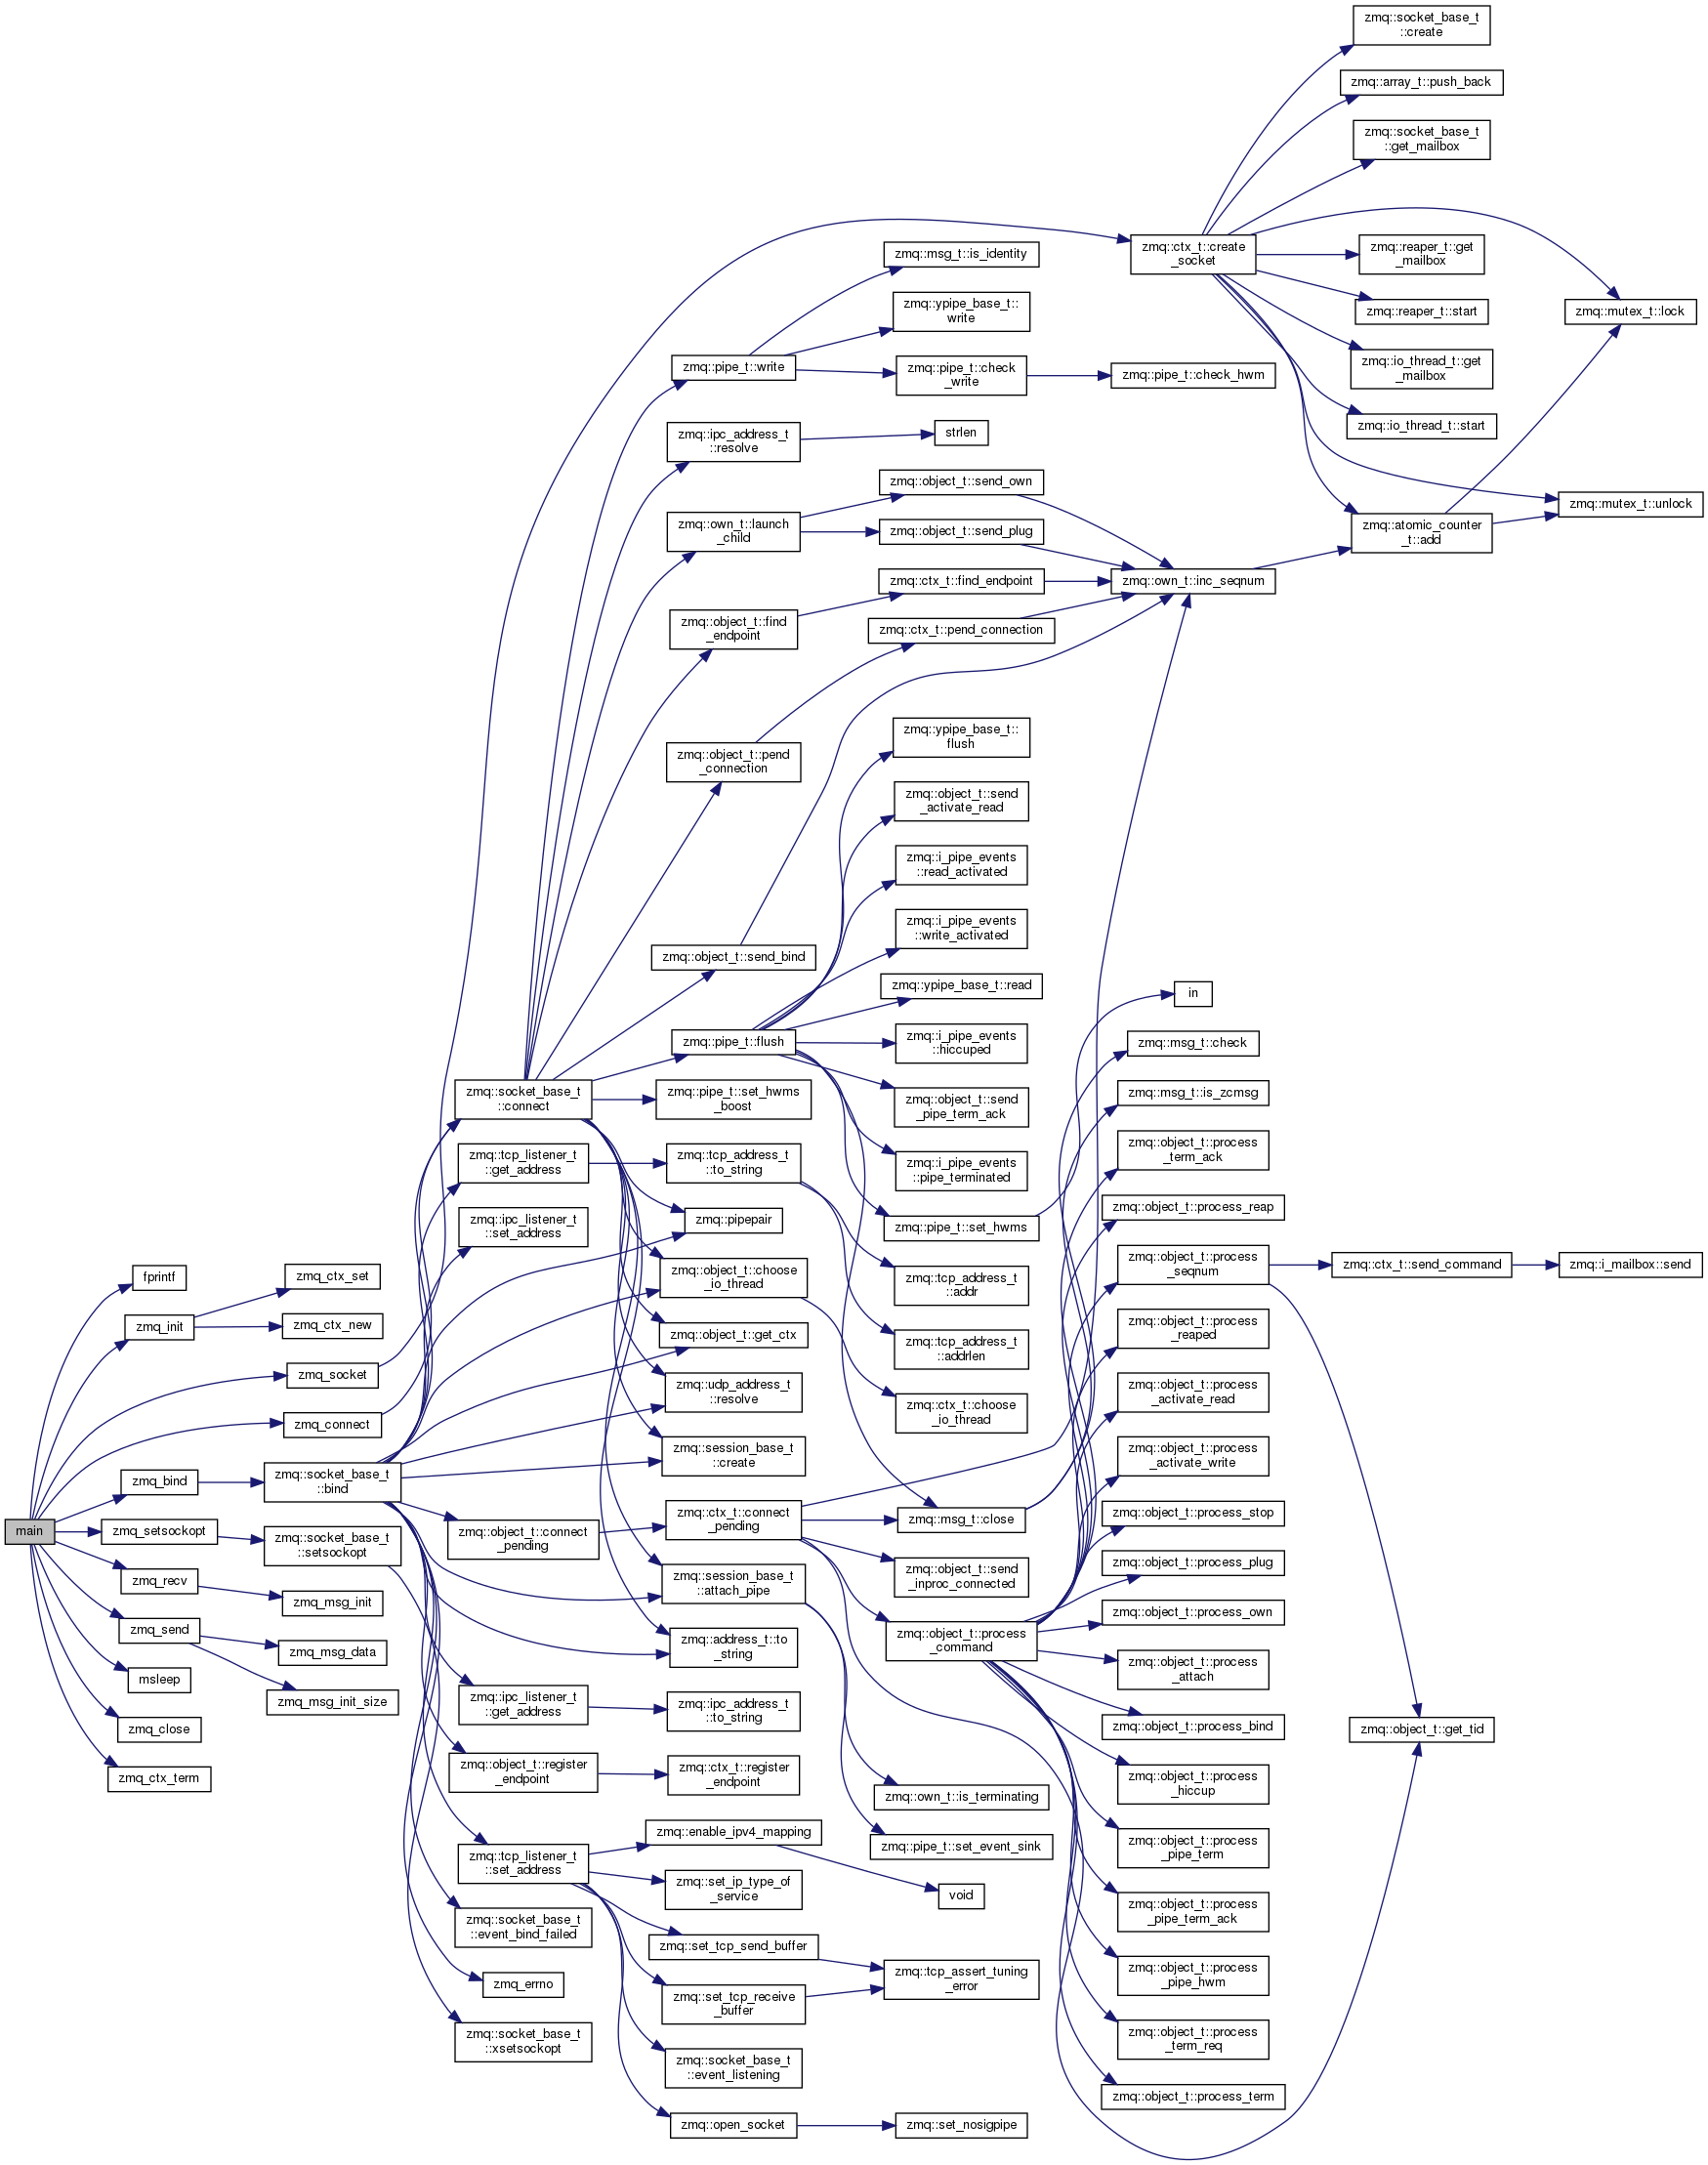 main
fprintf
zmq_init
zmq_socket
zmq_connect
zmq_bind
zmq_setsockopt
zmq_recv
zmq_send
msleep
zmq_close
zmq_ctx_term
zmq_ctx_set
zmq_ctx_new
zmq::socket_base_t
::bind
zmq::socket_base_t
::setsockopt
zmq_msg_init
zmq_msg_data
zmq_msg_init_size
zmq::socket_base_t
::connect
zmq::tcp_listener_t
::get_address
zmq::ipc_listener_t
::set_address
zmq::object_t::connect
_pending
zmq::ipc_listener_t
::get_address
zmq::object_t::register
_endpoint
zmq::tcp_listener_t
::set_address
zmq::socket_base_t
::event_bind_failed
zmq_errno
zmq::socket_base_t
::xsetsockopt
zmq::pipe_t::write
zmq::ipc_address_t
::resolve
zmq::own_t::launch
_child
zmq::object_t::find
_endpoint
zmq::object_t::pend
_connection
zmq::object_t::send_bind
zmq::pipe_t::flush
zmq::pipe_t::set_hwms
_boost
zmq::tcp_address_t
::to_string
zmq::pipepair
zmq::object_t::choose
_io_thread
zmq::object_t::get_ctx
zmq::udp_address_t
::resolve
zmq::session_base_t
::create
zmq::ctx_t::connect
_pending
zmq::session_base_t
::attach_pipe
zmq::address_t::to
_string
zmq::ipc_address_t
::to_string
zmq::ctx_t::register
_endpoint
zmq::enable_ipv4_mapping
zmq::set_ip_type_of
_service
zmq::set_tcp_send_buffer
zmq::set_tcp_receive
_buffer
zmq::socket_base_t
::event_listening
zmq::open_socket
zmq::msg_t::is_identity
zmq::ypipe_base_t::
write
zmq::pipe_t::check
_write
strlen
zmq::object_t::send_own
zmq::object_t::send_plug
zmq::ctx_t::find_endpoint
zmq::ctx_t::pend_connection
zmq::ypipe_base_t::
flush
zmq::object_t::send
_activate_read
zmq::i_pipe_events
::read_activated
zmq::i_pipe_events
::write_activated
zmq::ypipe_base_t::read
zmq::i_pipe_events
::hiccuped
zmq::object_t::send
_pipe_term_ack
zmq::i_pipe_events
::pipe_terminated
zmq::pipe_t::set_hwms
zmq::tcp_address_t
::addr
zmq::tcp_address_t
::addrlen
zmq::ctx_t::choose
_io_thread
zmq::msg_t::close
zmq::object_t::send
_inproc_connected
zmq::object_t::process
_command
zmq::own_t::is_terminating
zmq::pipe_t::set_event_sink
void
zmq::tcp_assert_tuning
_error
zmq::set_nosigpipe
zmq::ctx_t::create
_socket
zmq::pipe_t::check_hwm
zmq::own_t::inc_seqnum
in
zmq::msg_t::check
zmq::msg_t::is_zcmsg
zmq::object_t::process
_term_ack
zmq::object_t::process_reap
zmq::object_t::process
_seqnum
zmq::object_t::process
_reaped
zmq::object_t::process
_activate_read
zmq::object_t::process
_activate_write
zmq::object_t::process_stop
zmq::object_t::process_plug
zmq::object_t::process_own
zmq::object_t::process
_attach
zmq::object_t::process_bind
zmq::object_t::process
_hiccup
zmq::object_t::process
_pipe_term
zmq::object_t::process
_pipe_term_ack
zmq::object_t::process
_pipe_hwm
zmq::object_t::process
_term_req
zmq::object_t::process_term
zmq::socket_base_t
::create
zmq::array_t::push_back
zmq::socket_base_t
::get_mailbox
zmq::reaper_t::get
_mailbox
zmq::reaper_t::start
zmq::io_thread_t::get
_mailbox
zmq::io_thread_t::start
zmq::atomic_counter
_t::add
zmq::ctx_t::send_command
zmq::object_t::get_tid
zmq::mutex_t::lock
zmq::mutex_t::unlock
zmq::i_mailbox::send